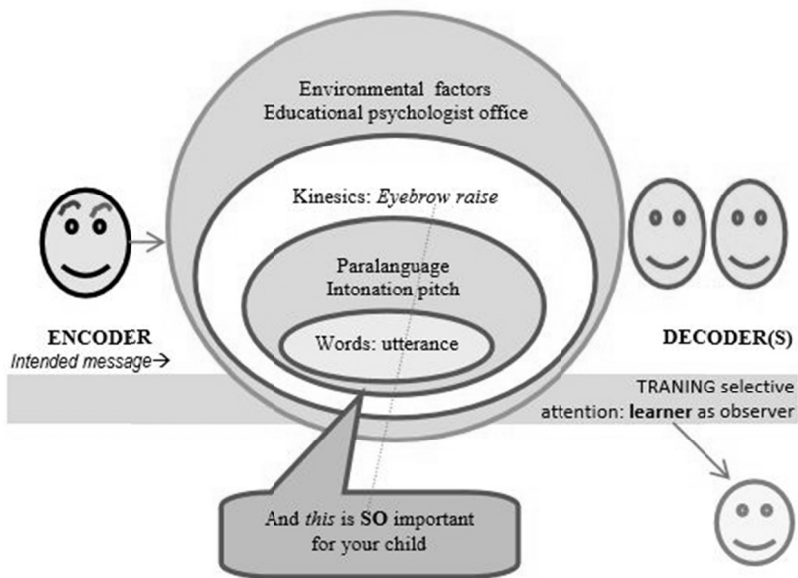 Environmental factors
Educational psychologist office
Kinesics: Eyebrow raise
Paralanguage
Intonation pitch
Words: utterance
ENCODER
Intended message→
DECODER(S)
TRANING selective
attention: learner as observer
And this is SO important
for your child